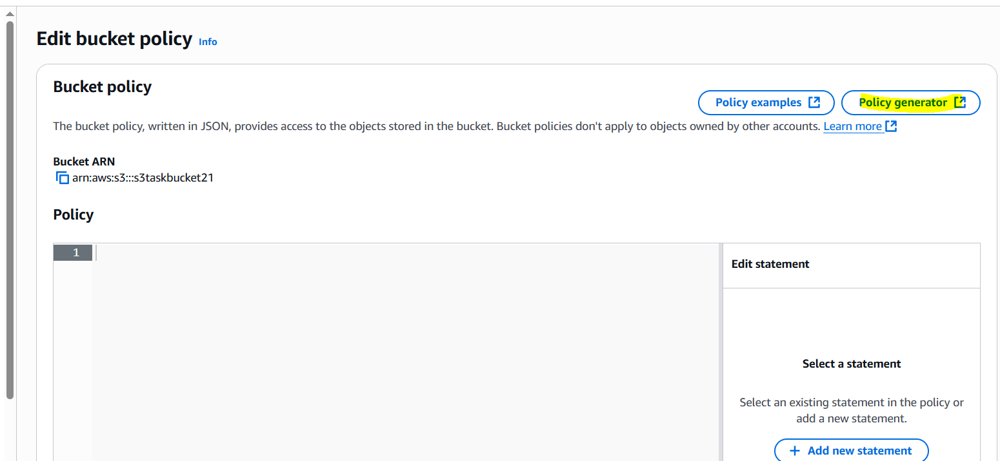 Edit bucket policy Info
Bucket policy
Policy examples
Policy generator
The bucket policy, written in JSON, provides access to the objects stored in the bucket. Bucket policies don't apply to objects owned by other accounts. Learn more
Bucket ARN
arn:aws:s3:::s3taskbucket21
Policy
1
Edit statement
Select a statement
Select an existing statement in the policy or
add a new statement.
+ Add new statement